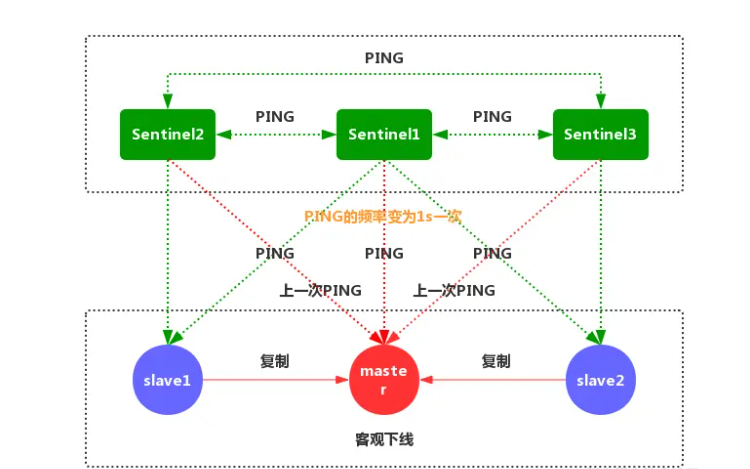 PING
PING
PING
Sentinel2
Sentinel1
Sentinel3
PING的频率变为1s一次
PING
PING
PING
上一次PING
上一次PING
复制
复制
slave1
maste
r
slave2
客观下线